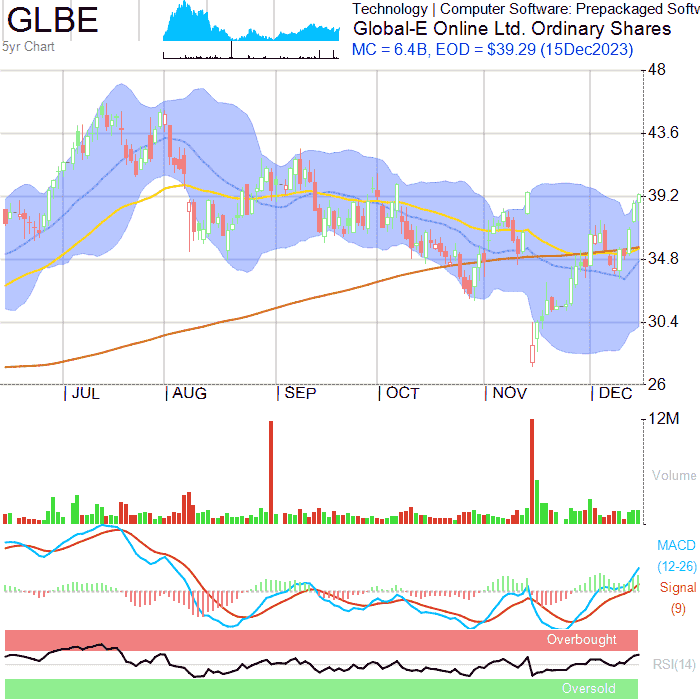 GLBE
5yr Chart
Technology | Computer Software: Prepackaged Softw
Global-E Online Ltd. Ordinary Shares
MC = 6.4B, EOD = $39.29 (15Dec2023)
48
43.6
39.2
34.8
30.4
26
| JUL | AUG | SEP | OCT | NOV | DEC
12M
Volume
MACD
(12-26)
Signal
(9)
Overbought
RSI(14)
Oversold